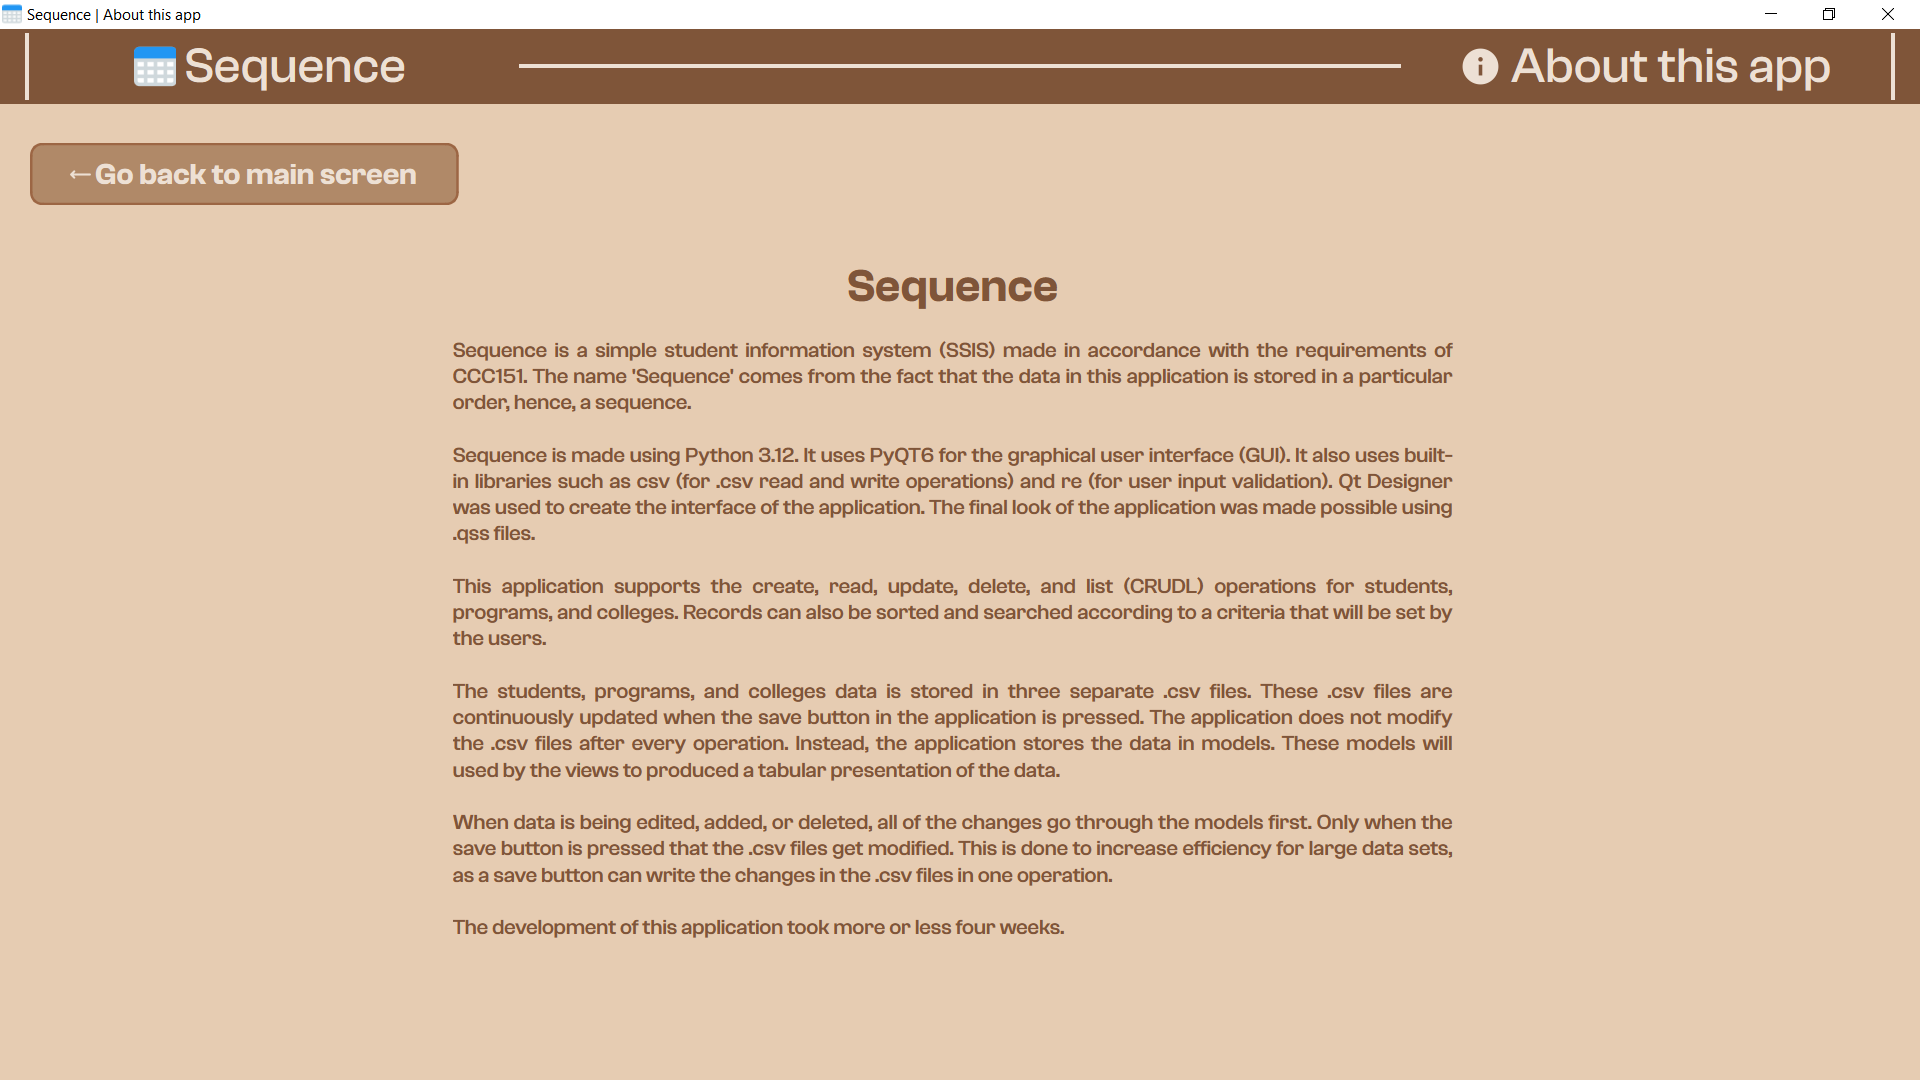 Sequence | About this app
Sequence
About this app
←Go back to main screen
Sequence
Sequence is a simple student information system (SSIS) made in accordance with the requirements of
CCC151. The name 'Sequence' comes from the fact that the data in this application is stored in a particular
order, hence, a sequence.
Sequence is made using Python 3.12. It uses PyQT6 for the graphical user interface (GUI). It also uses built-
in libraries such as csv (for .csv read and write operations) and re (for user input validation). Qt Designer
was used to create the interface of the application. The final look of the application was made possible using
.qss files.
This application supports the create, read, update, delete, and list (CRUDL) operations for students,
programs, and colleges. Records can also be sorted and searched according to a criteria that will be set by
the users.
The students, programs, and colleges data is stored in three separate .csv files. These .csv files are
continuously updated when the save button in the application is pressed. The application does not modify
the .csv files after every operation. Instead, the application stores the data in models. These models will
used by the views to produced a tabular presentation of the data.
When data is being edited, added, or deleted, all of the changes go through the models first. Only when the
save button is pressed that the .csv files get modified. This is done to increase efficiency for large data sets,
as a save button can write the changes in the .csv files in one operation.
The development of this application took more or less four weeks.